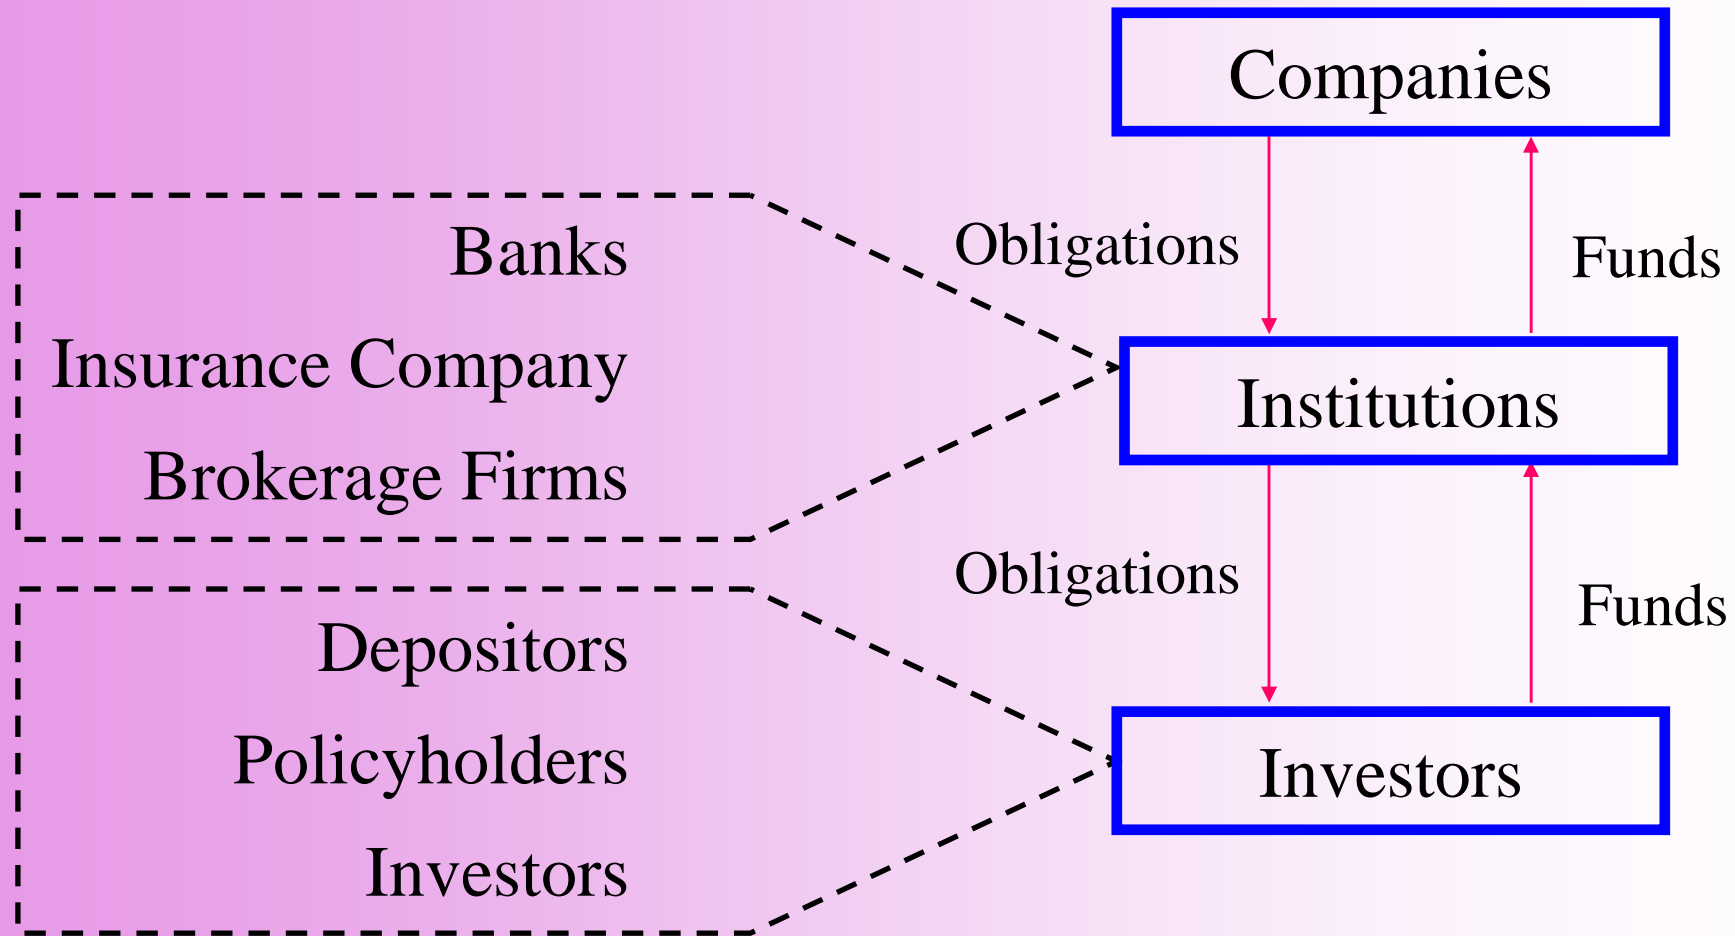 Companies
Banks
Obligations
Funds
Insurance Company
Institutions
Brokerage Firms
Obligations
Funds
Depositors
Policyholders
Investors
Investors